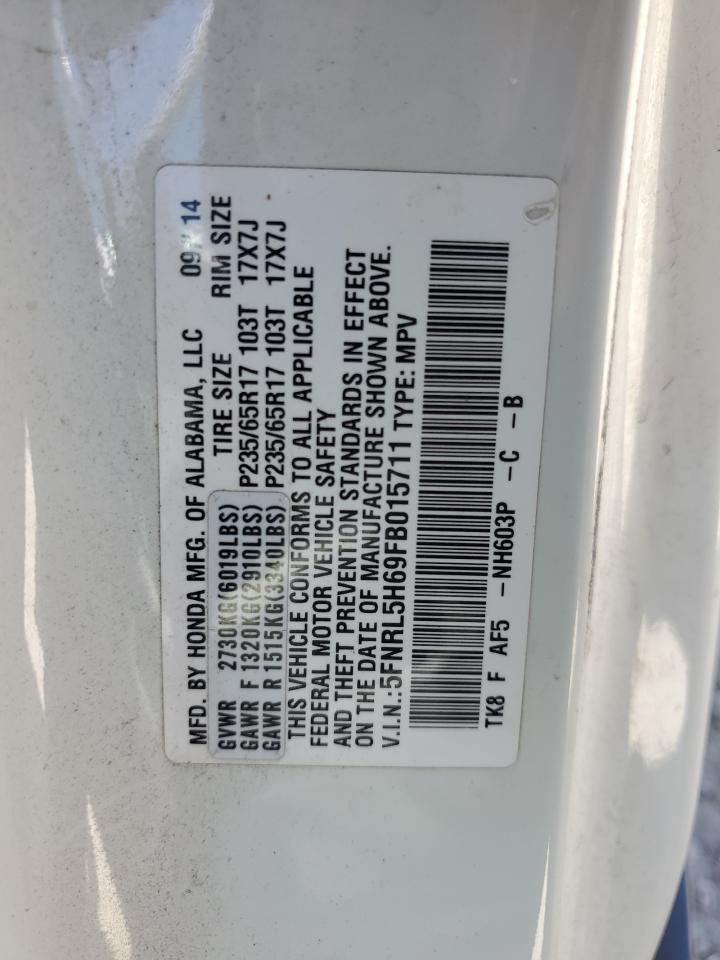 MFD. BY HONDA MFG. OF ALABAMA, LLC 09/14
GVWR 2730KG(6019LBS) TIRE SIZE RIM SIZE
GAWR F 1320KG(2910LBS) P235/65R17 103T 17X7J
GAWR R 1515KG(3340LBS) P235/65R17 103T 17X7J
THIS VEHICLE CONFORMS TO ALL APPLICABLE
FEDERAL MOTOR VEHICLE SAFETY
AND THEFT PREVENTION STANDARDS IN EFFECT
ON THE DATE OF MANUFACTURE SHOWN ABOVE.
V.I.N.:5FNRL5H69FB015711 TYPE: MPV
TK8 F AF5 -NH603P -C -B